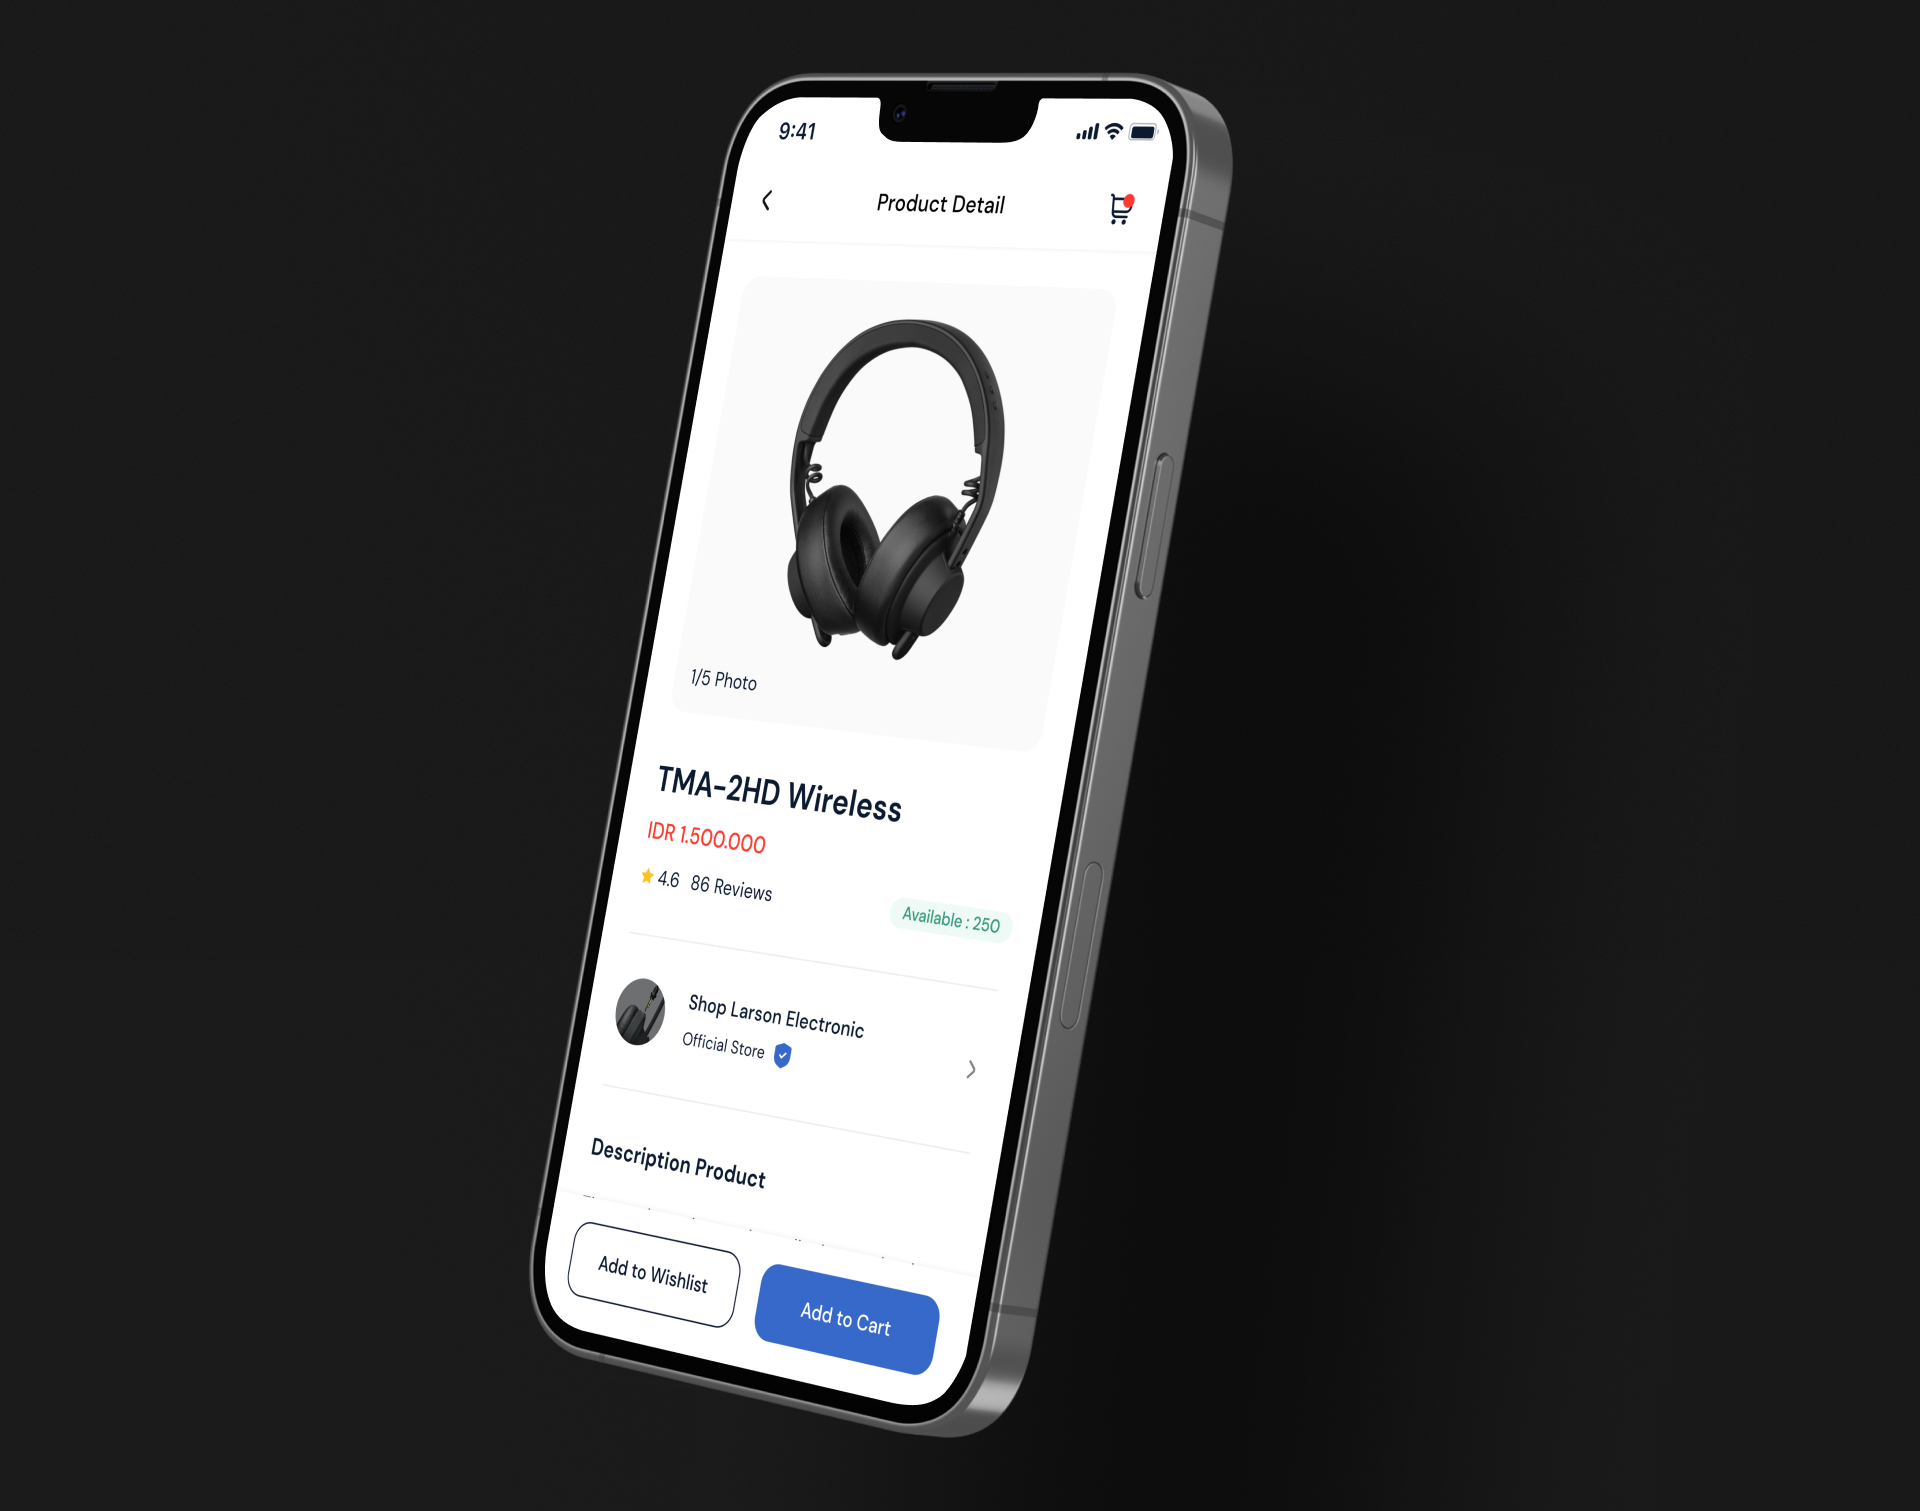 9:41
Product Detail
1/5 Photo
TMA-2HD Wireless
IDR 1.500.000
4.6 86 Reviews
Available : 250
Shop Larson Electronic
Official Store
Description Product
Add to Wishlist
Add to Cart